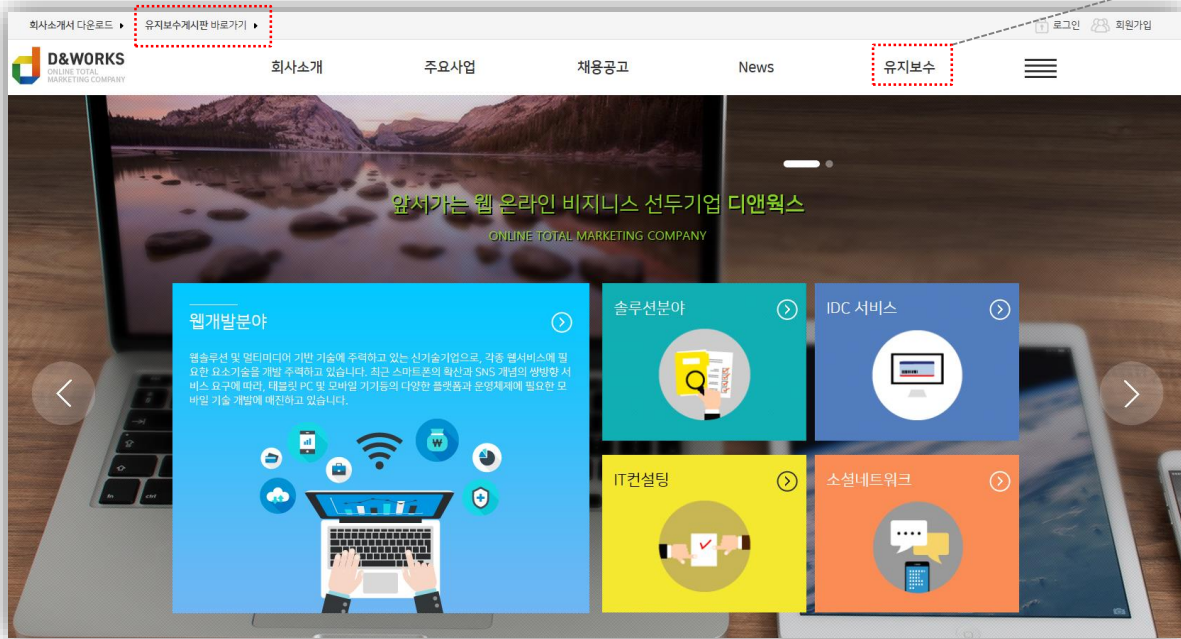 회사소개서 다운로드
유지보수게시판 바로가기
로그인
회원가입
D&WORKS
ONLINE TOTAL
MARKETING COMPANY
회사소개
주요사업
채용공고
News
유지보수
앞서가는 웹 온라인 비지니스 선두기업 디앤웍스
ONLINE TOTAL MARKETING COMPANY
웹개발분야
웹솔루션 및 멀티미디어 기반 기술에 주력하고 있는 신기술기업으로, 각종 웹서비스에 필
요한 요소기술을 개발 주력하고 있습니다. 최근 스마트폰의 확산과 SNS 개념의 쌍방향 서
비스 요구에 따라, 태블릿 PC 및 모바일 기기등의 다양한 플랫폼과 운영체제에 필요한 모
바일 기술 개발에 매진하고 있습니다.
솔루션분야
IDC 서비스
IT컨설팅
소셜네트워크